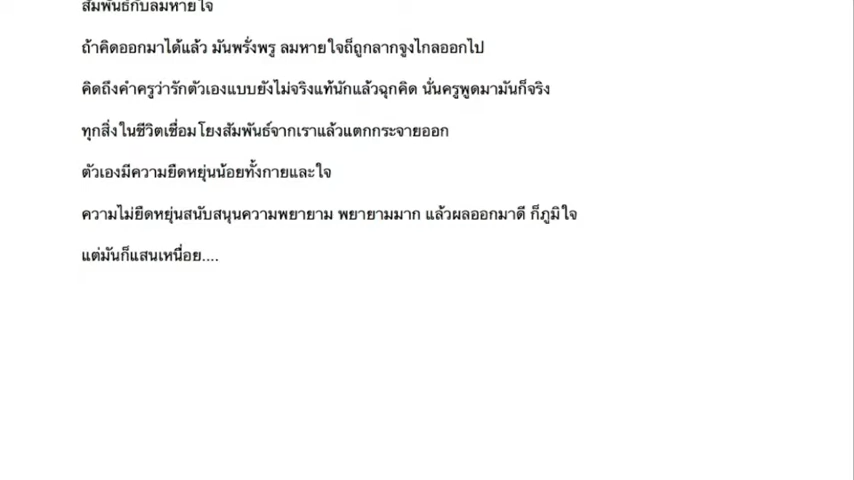 สัมพันธ์กับลมหายใจ
ถ้าคิดออกมาได้แล้ว มันพรั่งพรู ลมหายใจถี่ถูกลากจูงไกลออกไป
คิดถึงคำครูว่ารักตัวเองแบบยังไม่จริงแท้นักแล้วฉุกคิด นั่นครูพูดมามันก็จริง
ทุกสิ่งในชีวิตเชื่อมโยงสัมพันธ์จากเราแล้วแตกกระจายออก
ตัวเองมีความยืดหยุ่นน้อยทั้งกายและใจ
ความไม่ยืดหยุ่นสนับสนุนความพยายาม พยายามมาก แล้วผลออกมาดี ก็ภูมิใจ
แต่มันก็แสนเหนื่อย....